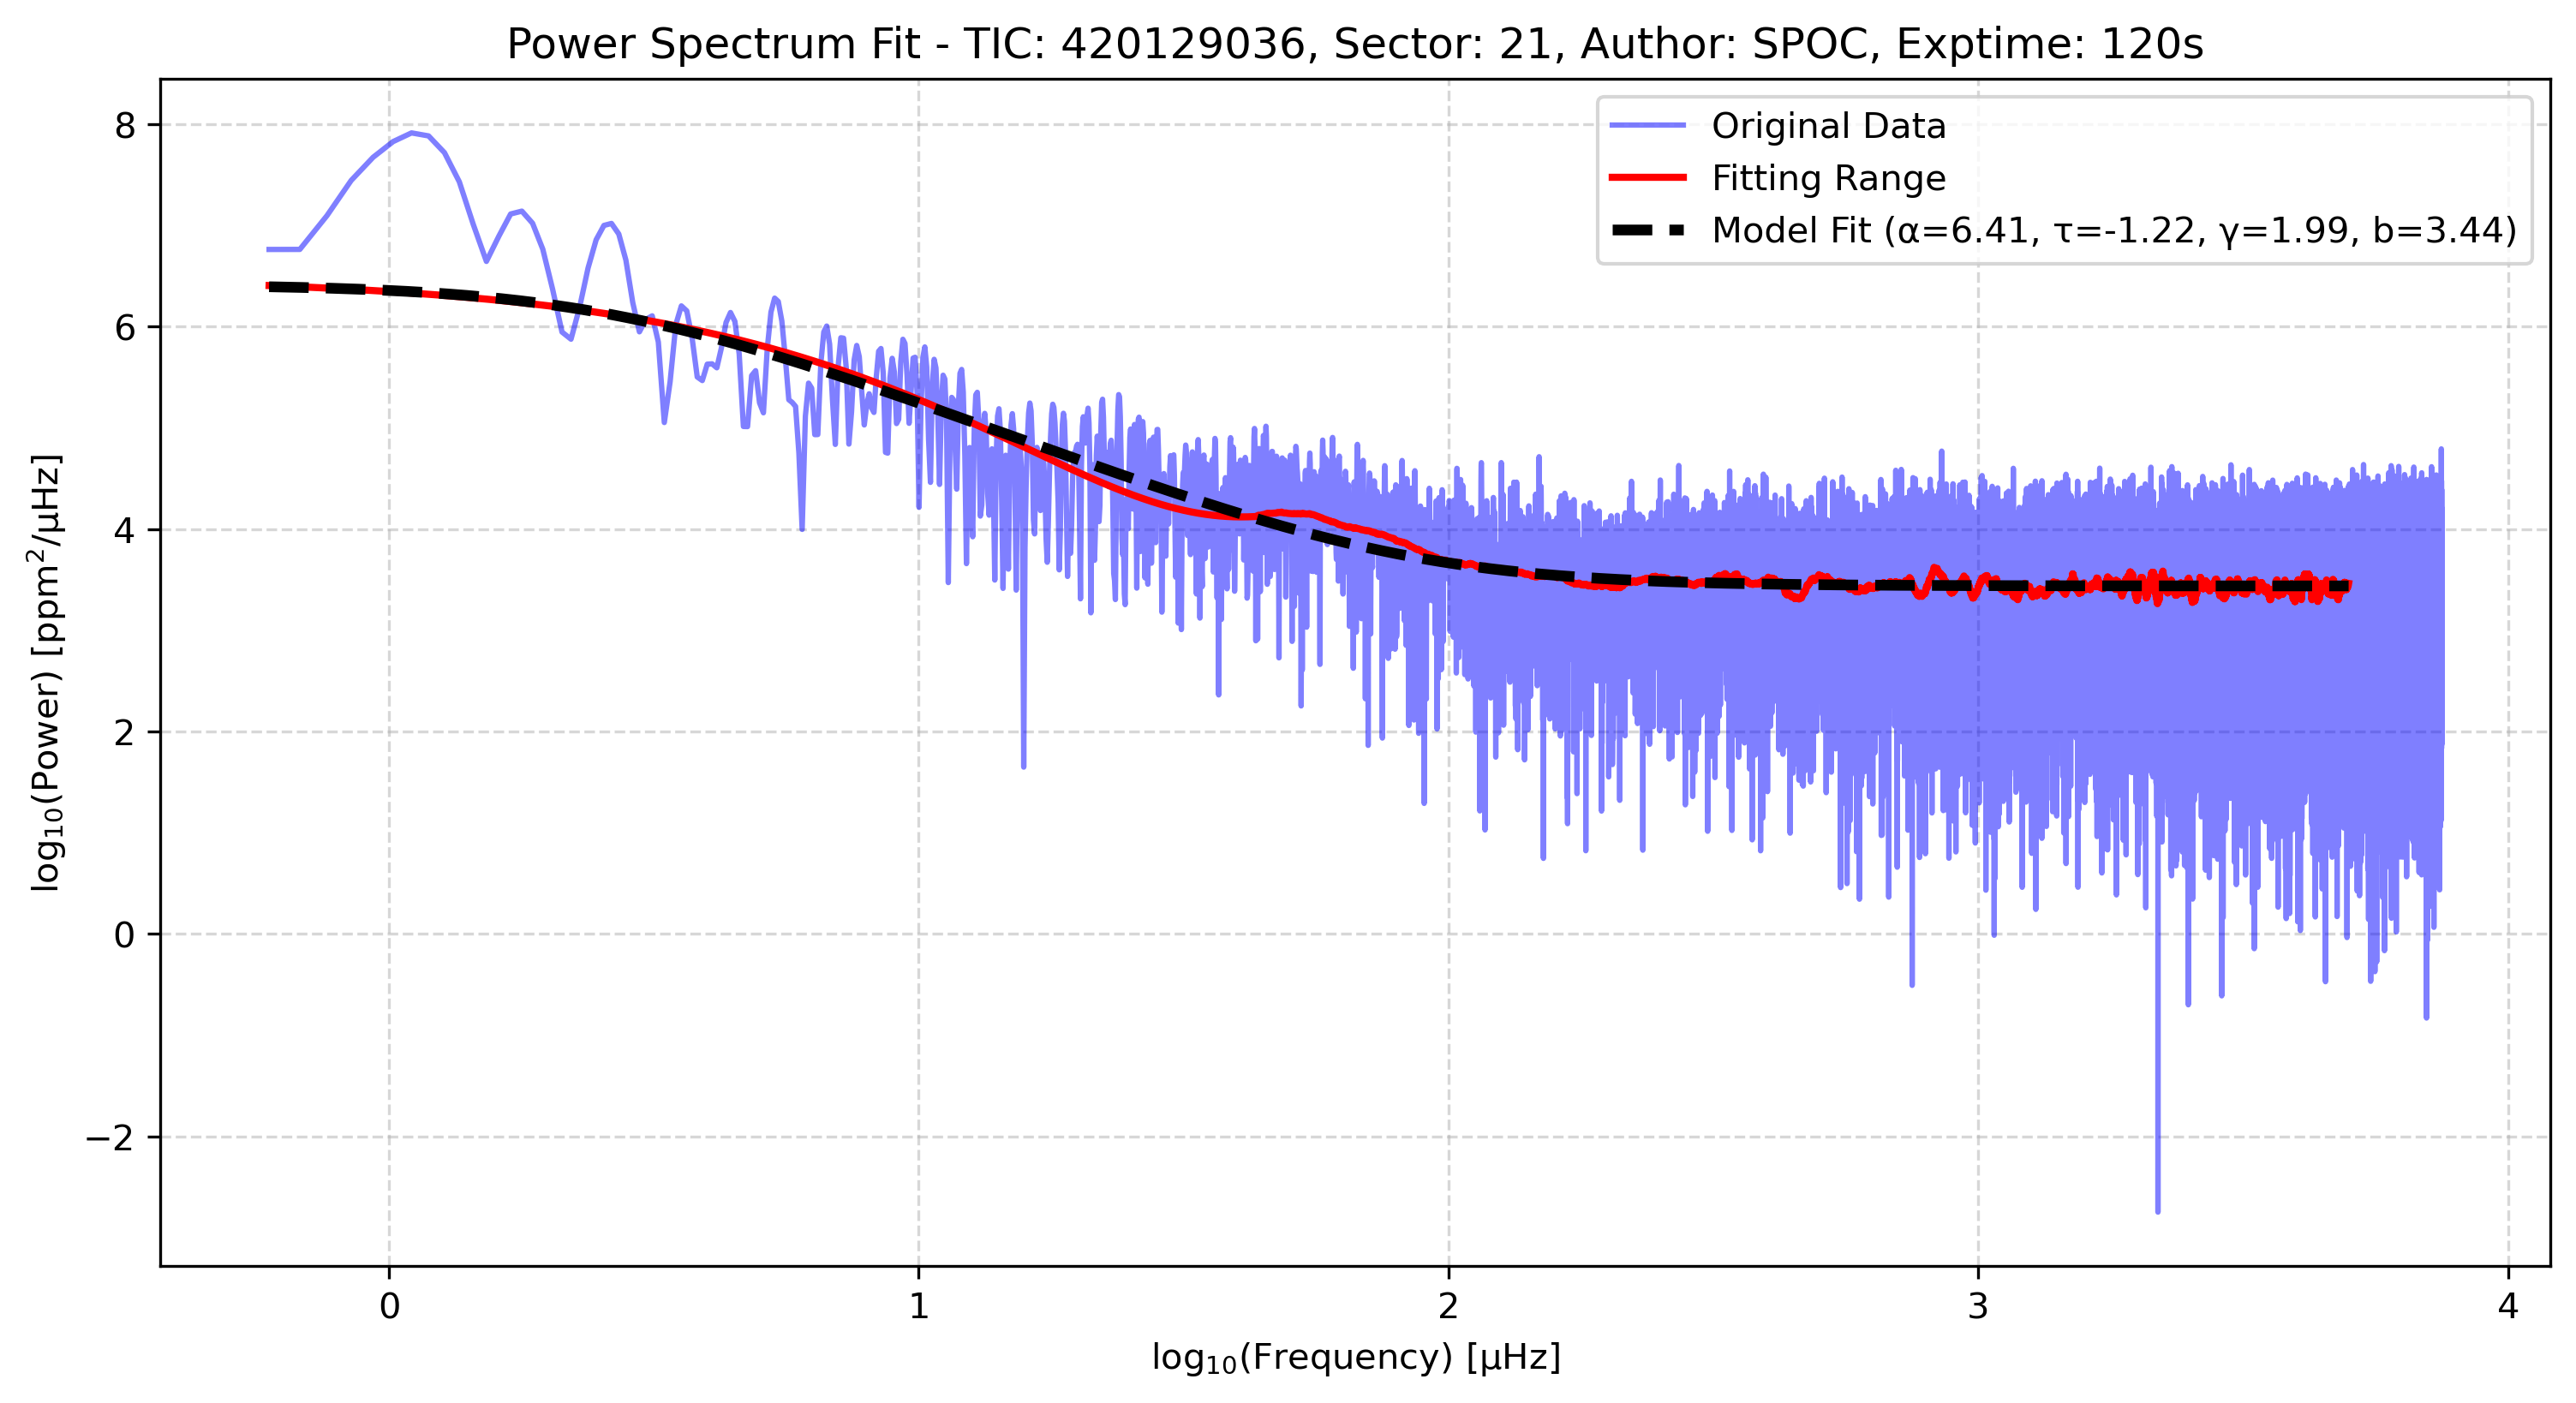 Power Spectrum Fit - TIC: 420129036, Sector: 21, Author: SPOC, Exptime: 120s
Original Data
Fitting Range
Model Fit (α=6.41, τ=-1.22, γ=1.99, b=3.44)
log₁₀(Power) [ppm²/μHz]
8
6
4
2
0
−2
0 1 2 3 4
log₁₀(Frequency) [μHz]